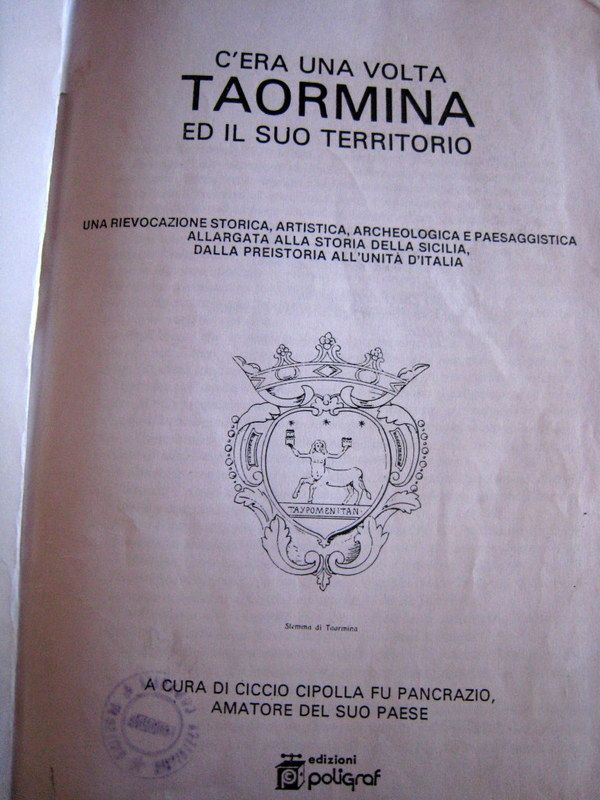 C'ERA UNA VOLTA
TAORMINA
ED IL SUO TERRITORIO
UNA RIEVOCAZIONE STORICA, ARTISTICA, ARCHEOLOGICA E PAESAGGISTICA
ALLARGATA ALLA STORIA DELLA SICILIA,
DALLA PREISTORIA ALL'UNITÀ D'ITALIA
TAYPOMENITAN
Stemma di Taormina
A CURA DI CICCIO CIPOLLA FU PANCRAZIO,
AMATORE DEL SUO PAESE
edizioni
poligraf